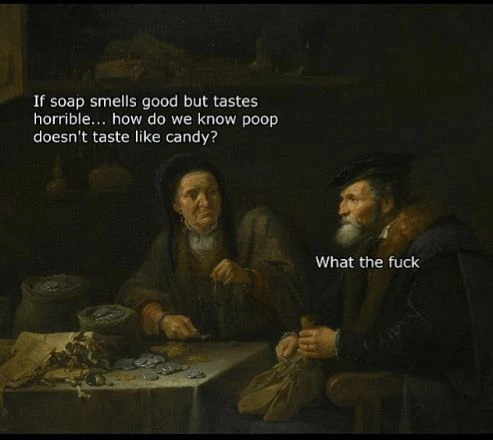 If soap smells good but tastes
horrible... how do we know poop
doesn't taste like candy?
What the fuck